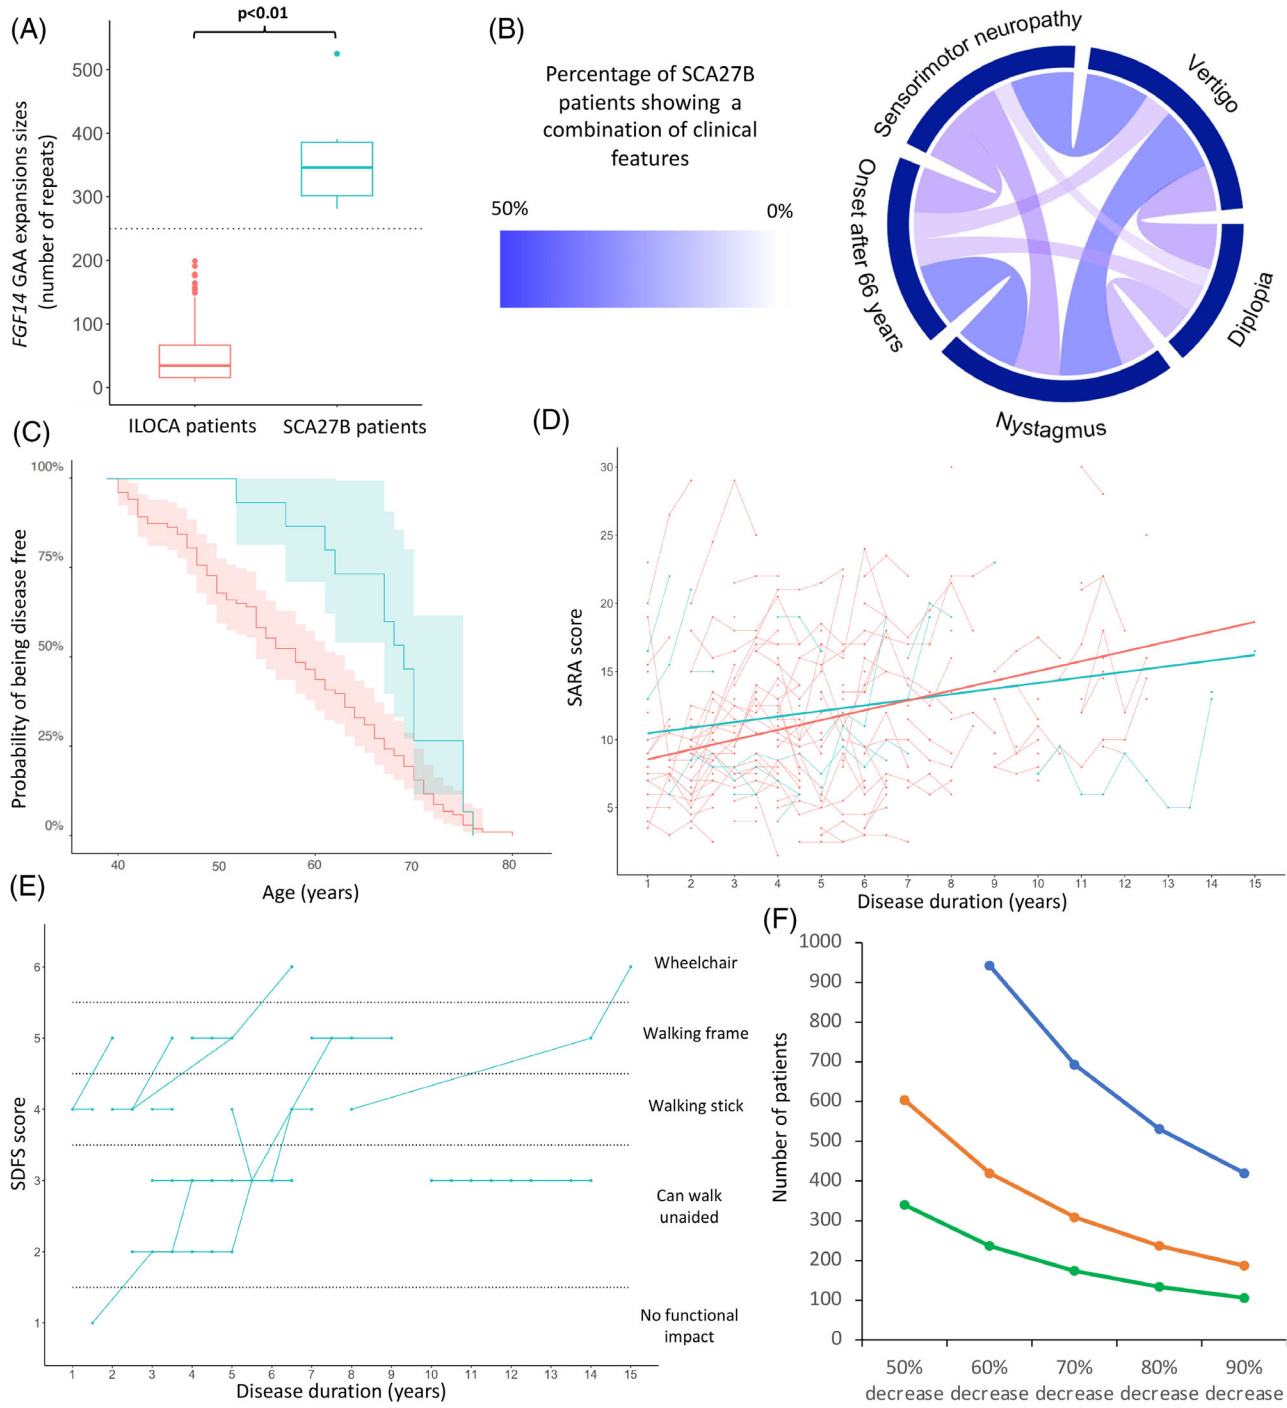 (A)
p<0.01
FGF14 GAA expansions sizes
(number of repeats)
500
400
300
200
100
0
ILOCA patients
SCA27B patients
(B)
Percentage of SCA27B
patients showing a
combination of clinical
features
50%
0%
Sensorimotor neuropathy
Vertigo
Diplopia
Nystagmus
Onset after 66 years
(C)
Probability of being disease free
100%
75%
50%
25%
0%
40
50
60
70
80
Age (years)
(D)
SARA score
30
25
20
15
10
5
1
2
3
4
5
6
7
8
9
10
11
12
13
14
15
Disease duration (years)
(E)
SDFS score
6
5
4
3
2
1
Wheelchair
Walking frame
Walking stick
Can walk
unaided
No functional
impact
1
2
3
4
5
6
7
8
9
10
11
12
13
14
15
Disease duration (years)
(F)
Number of patients
1000
900
800
700
600
500
400
300
200
100
0
50%
decrease
60%
decrease
70%
decrease
80%
decrease
90%
decrease